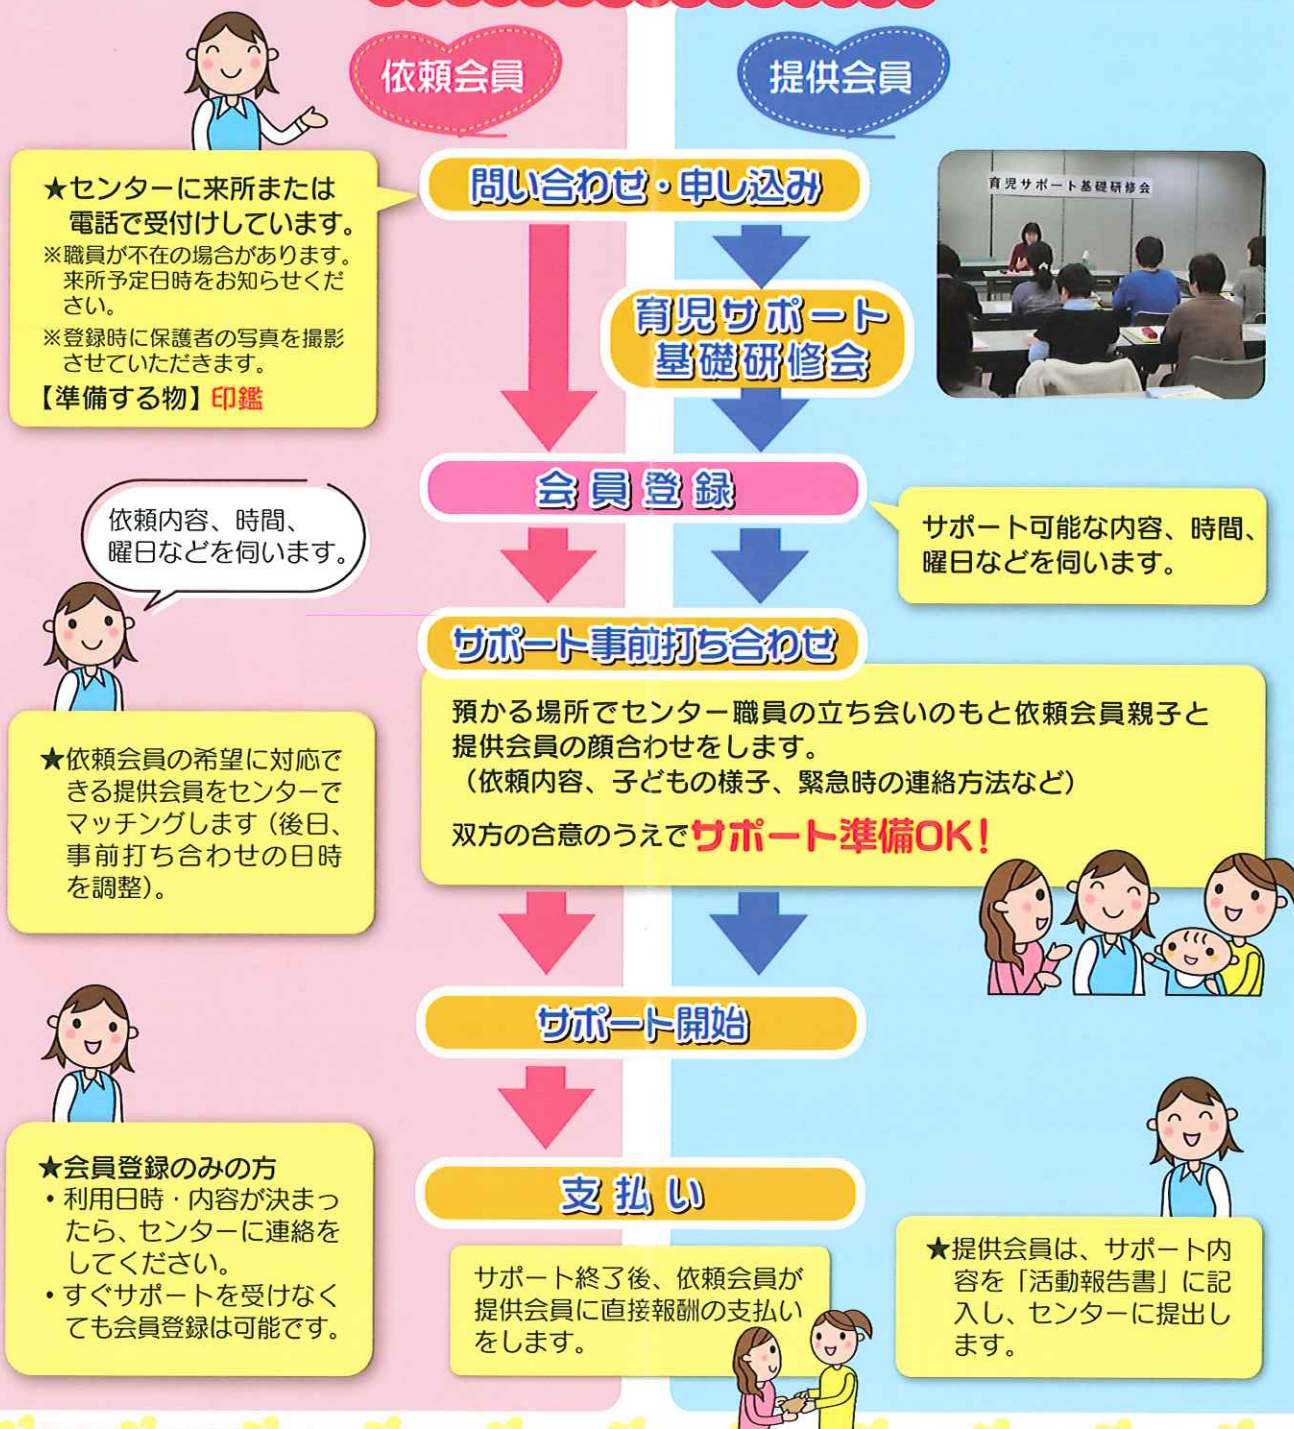 依頼会員
提供会員
問い合わせ・申し込み
★センターに来所または
電話で受付けしています。
※職員が不在の場合があります。
来所予定日時をお知らせくだ
さい。
※登録時に保護者の写真を撮影
させていただきます。
【準備する物】印鑑
育児サポート基礎研修会
育児サポート
基礎研修会
会員登録
依頼内容、時間、
曜日などを伺います。
サポート可能な内容、時間、
曜日などを伺います。
サポート事前打ち合わせ
預かる場所でセンター職員の立ち会いのもと依頼会員親子と
提供会員の顔合わせをします。
（依頼内容、子どもの様子、緊急時の連絡方法など）
双方の合意のうえでサポート準備OK！
★依頼会員の希望に対応で
きる提供会員をセンターで
マッチングします（後日、
事前打ち合わせの日時
を調整）。
サポート開始
支払い
★会員登録のみの方
・利用日時・内容が決まっ
たら、センターに連絡を
してください。
・すぐサポートを受けなく
ても会員登録は可能です。
サポート終了後、依頼会員が
提供会員に直接報酬の支払い
をします。
★提供会員は、サポート内
容を「活動報告書」に記
入し、センターに提出し
ます。